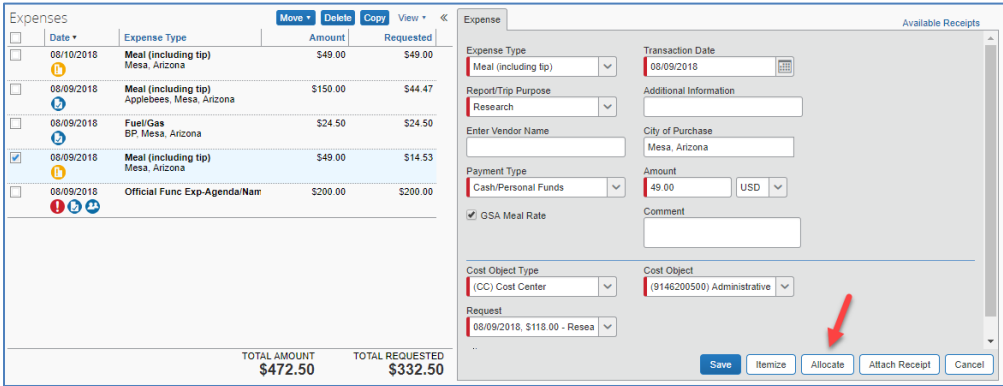 Expenses
Move ▾ Delete Copy View ▾ «
Date ▾ Expense Type Amount Requested
08/10/2018 Meal (including tip) $49.00 $49.00
Mesa, Arizona
08/09/2018 Meal (including tip) $150.00 $44.47
Applebees, Mesa, Arizona
08/09/2018 Fuel/Gas $24.50 $24.50
BP, Mesa, Arizona
08/09/2018 Meal (including tip) $49.00 $14.53
Mesa, Arizona
08/09/2018 Official Func Exp-Agenda/Nam $200.00 $200.00
TOTAL AMOUNT TOTAL REQUESTED
$472.50 $332.50
Expense Available Receipts
Expense Type Transaction Date
Meal (including tip) 08/09/2018
Report/Trip Purpose Additional Information
Research
Enter Vendor Name City of Purchase
Mesa, Arizona
Payment Type Amount
Cash/Personal Funds 49.00 USD
GSA Meal Rate Comment
Cost Object Type Cost Object
(CC) Cost Center (9146200500) Administrative
Request
08/09/2018, $118.00 - Resea
Save Itemize Allocate Attach Receipt Cancel